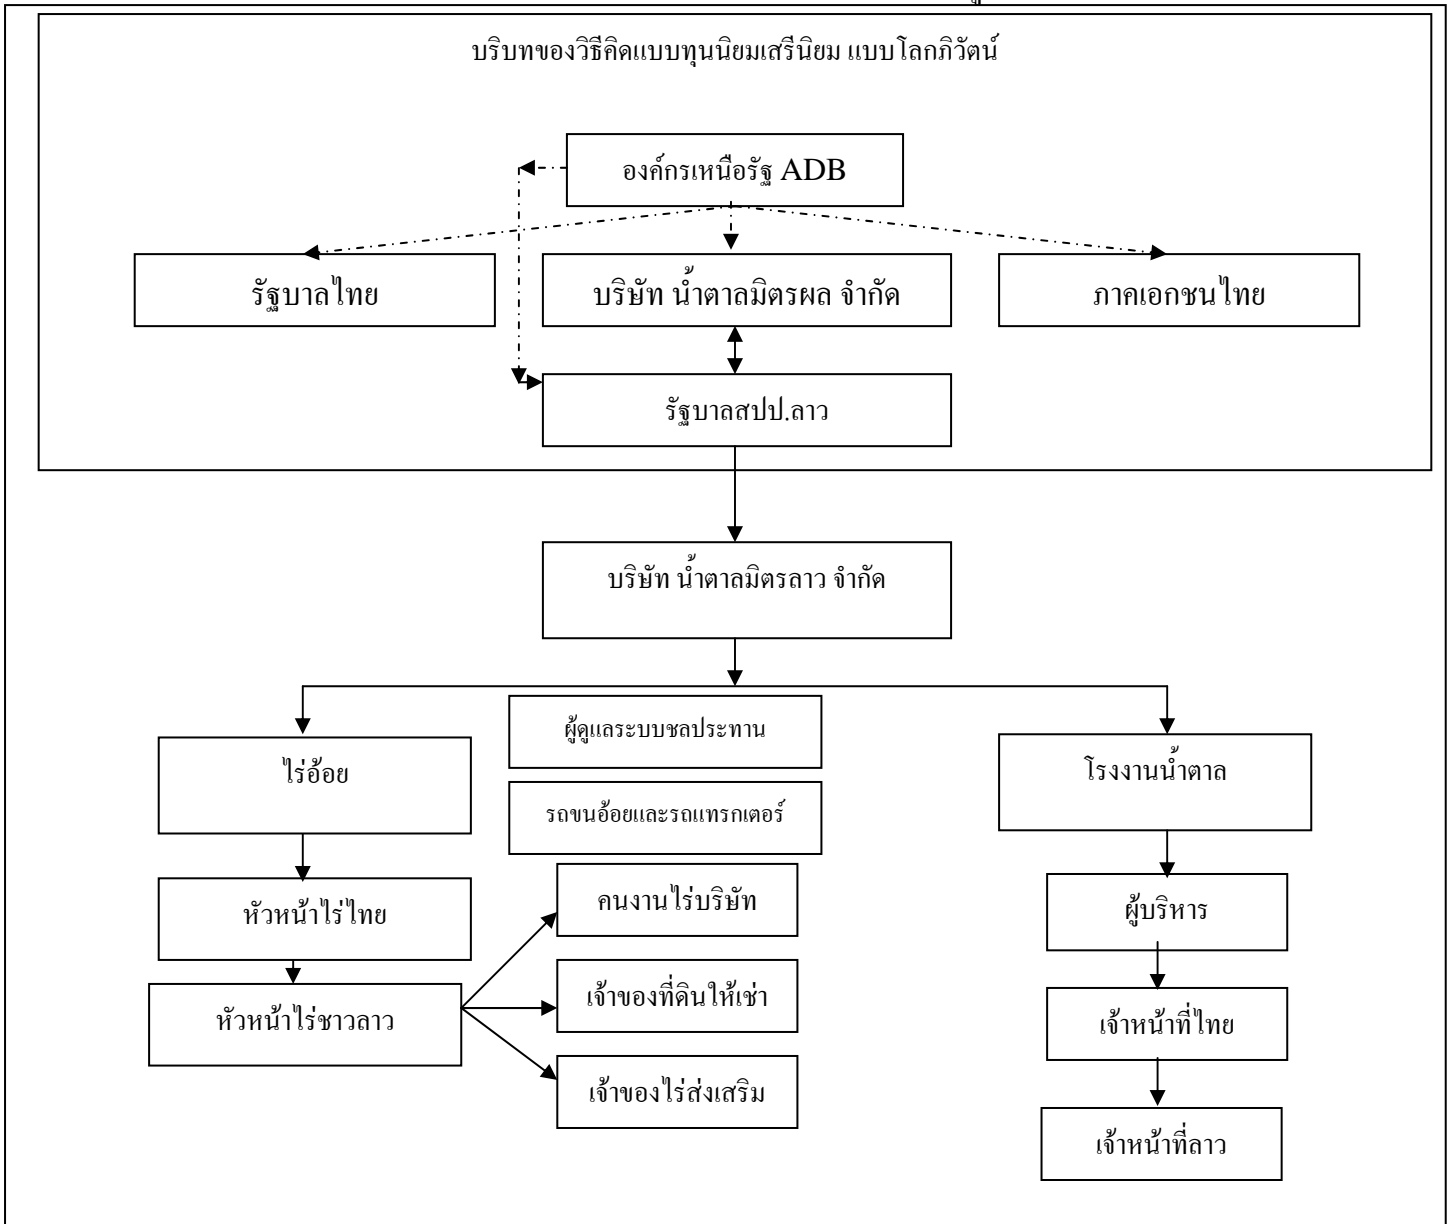 บริบทของวิธีคิดแบบทุนนิยมเสรีนิยม แบบโลกภิวัตน์
องค์กรเหนือรัฐ ADB
รัฐบาลไทย
บริษัท น้ำตาลมิตรผล จำกัด
ภาคเอกชนไทย
รัฐบาลสปป.ลาว
บริษัท น้ำตาลมิตรลาว จำกัด
ผู้ดูแลระบบชลประทาน
ไร่อ้อย
โรงงานน้ำตาล
รถขนอ้อยและรถแทรกเตอร์
คนงานไร่บริษัท
หัวหน้าไร่ไทย
ผู้บริหาร
เจ้าของที่ดินให้เช่า
หัวหน้าไร่ชาวลาว
เจ้าหน้าที่ไทย
เจ้าของไร่ส่งเสริม
เจ้าหน้าที่ลาว